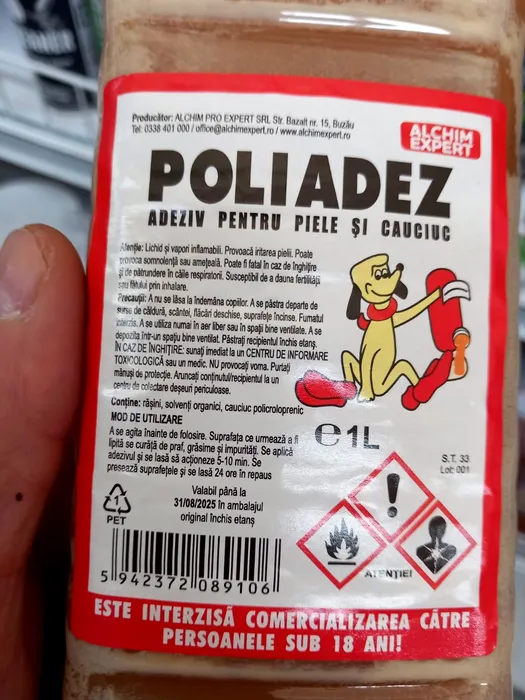 Producător: ALCHIM PRO EXPERT SRL Str. Bazalt nr. 15, Buzău
Tel: 0338 401 000 / office@alchimexpert.ro / www.alchimexpert.ro
ALCHIM
EXPERT
POLIADEZ
ADEZIV PENTRU PIELE ȘI CAUCIUC
Atenție: Lichid și vapori inflamabili. Provoacă iritarea pielii. Poate
provoca somnolență sau amețeală. Poate fi fatal în caz de înghițire
și de pătrundere în căile respiratorii. Susceptibil de a dauna fertilității
sau fătului prin inhalare.
Precauții: A nu se lăsa la îndemâna copiilor. A se păstra departe de
surse de căldură, scântei, flăcări deschise, suprafețe încinse. Fumatul
interzis. A se utiliza numai în aer liber sau în spații bine ventilate. A se
depozita într-un spațiu bine ventilat. Păstrați recipientul închis etanș.
ÎN CAZ DE ÎNGHIȚIRE: sunați imediat la un CENTRU DE INFORMARE
TOXICOLOGICĂ sau un medic. NU provocați voma. Purtați
mănuși de protecție. Aruncați conținutul/recipientul la un
centru de colectare deșeuri periculoase.
Conține: rășini, solvenți organici, cauciuc policroloprenic
MOD DE UTILIZARE
A se agita înainte de folosire. Suprafața ce urmează a fi
lipită se curăță de praf, grăsime și impurități. Se aplică
adezivul și se lasă să acționeze 5-10 min. Se
presează suprafețele și se lasă 24 ore în repaus
℮ 1L
S.T. 33
Lot: 001
Valabil până la
31/08/2025 în ambalajul
original închis etanș
1
PET
ATENȚIE!
5 942372 089106
ESTE INTERZISĂ COMERCIALIZAREA CĂTRE
PERSOANELE SUB 18 ANI!